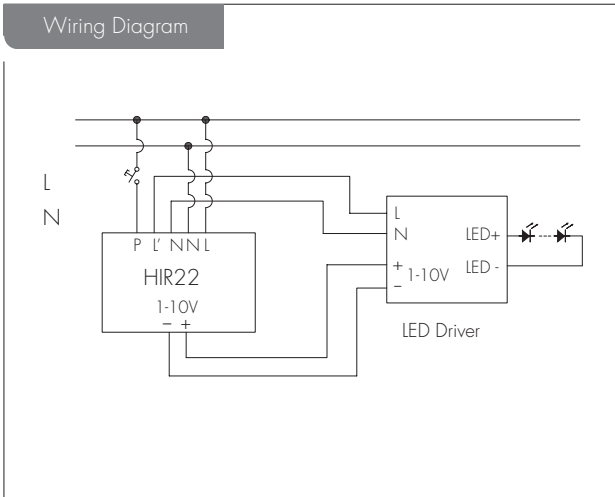 Wiring Diagram
L
N
P L' N N L
HIR22
1-10V
− +
L
N
+
1-10V
−
LED+
LED -
LED Driver